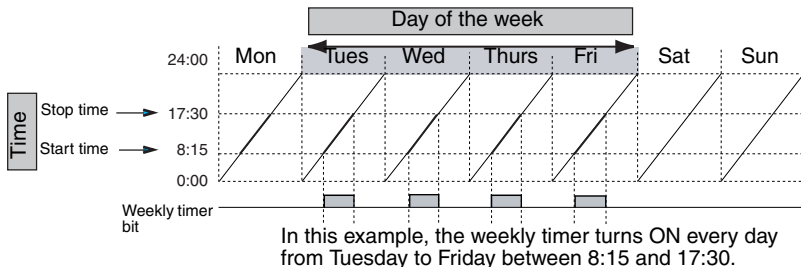 Day of the week
24:00 Mon Tues Wed Thurs Fri Sat Sun
Time
Stop time 17:30
Start time 8:15
0:00
Weekly timer
bit
In this example, the weekly timer turns ON every day
from Tuesday to Friday between 8:15 and 17:30.